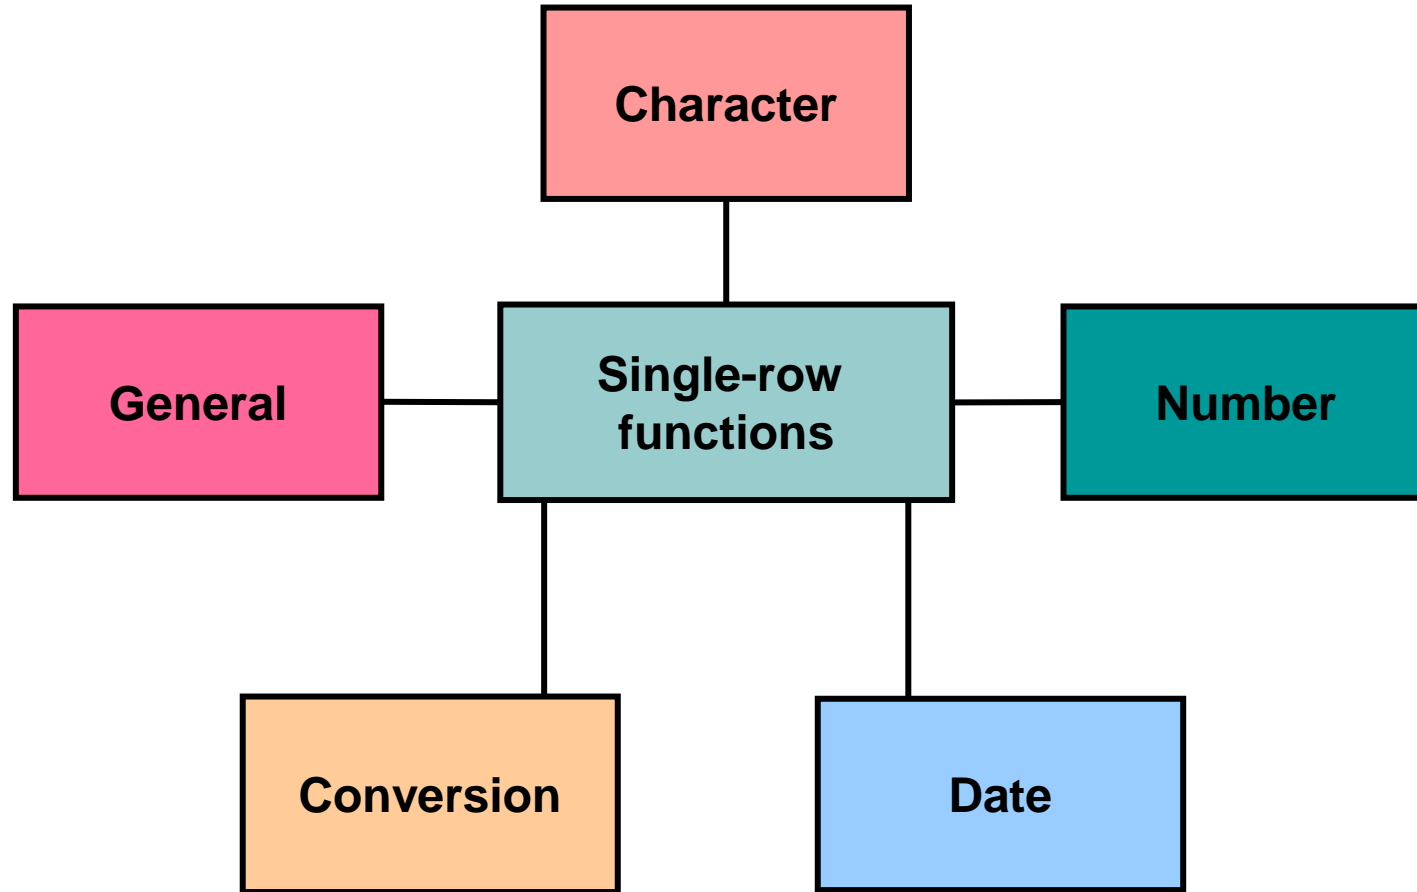 Character
General
Single-row
functions
Number
Conversion
Date